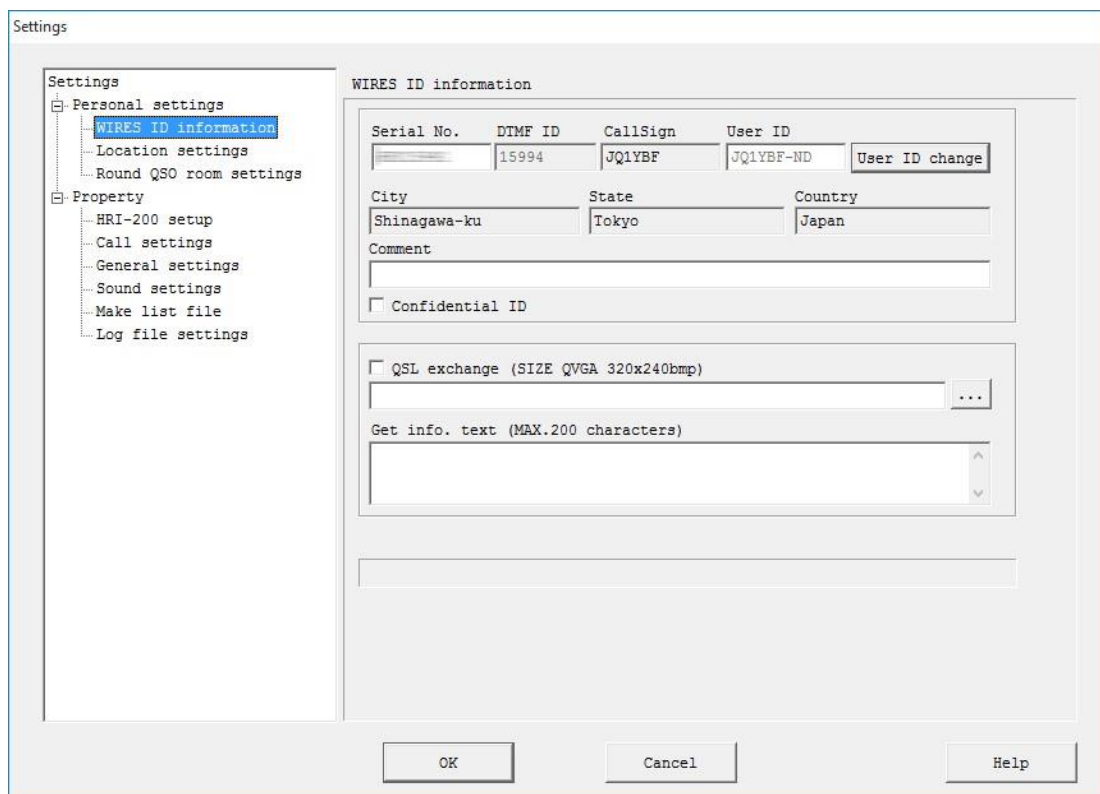 Settings
Settings
Personal settings
WIRES ID information
Location settings
Round QSO room settings
Property
HRI-200 setup
Call settings
General settings
Sound settings
Make list file
Log file settings
WIRES ID information
Serial No. DTMF ID CallSign User ID
15994 JQ1YBF JQ1YBF-ND User ID change
City State Country
Shinagawa-ku Tokyo Japan
Comment
Confidential ID
QSL exchange (SIZE QVGA 320x240bmp)
...
Get info. text (MAX.200 characters)
OK Cancel Help